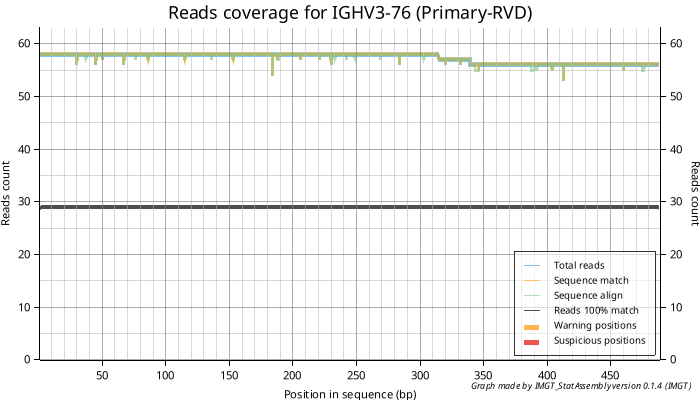 Reads coverage for IGHV3-76 (Primary-RVD)
60 60
50 50
40 40
30 30
20 20
10 10
0 0
Reads count
Reads count
Total reads
Sequence match
Sequence align
Reads 100% match
Warning positions
Suspicious positions
50 100 150 200 250 300 350 400 450
Position in sequence (bp)
Graph made by IMGT_StatAssembly version 0.1.4 (IMGT)